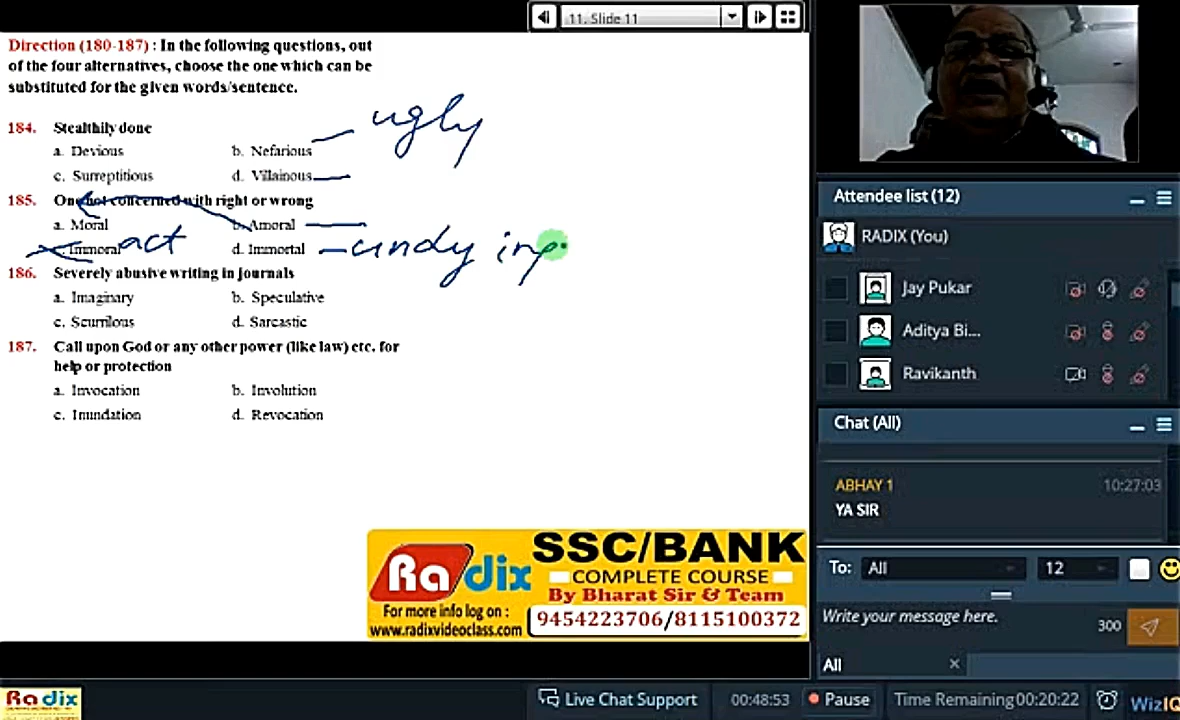 11. Slide 11
Direction (180-187) : In the following questions, out
of the four alternatives, choose the one which can be
substituted for the given words/sentence.
ugly
184. Stealthily done
a. Devious b. Nefarious
c. Surreptitious d. Villainous
185. One not concerned with right or wrong
a. Moral b. Amoral
c. Immoral act d. Immortal undy inp
186. Severely abusive writing in journals
a. Imaginary b. Speculative
c. Scurrilous d. Sarcastic
187. Call upon God or any other power (like law) etc. for
help or protection
a. Invocation b. Involution
c. Inundation d. Revocation
Radix
For more info log on :
www.radixvideoclass.com
SSC/BANK
COMPLETE COURSE
By Bharat Sir & Team
9454223706/8115100372
Attendee list (12)
RADIX (You)
Jay Pukar
Aditya Bi...
Ravikanth
Chat (All)
ABHAY 1 10:27:03
YA SIR
To: All 12
Write your message here. 300
All
Radix
Live Chat Support 00:48:53 Pause Time Remaining 00:20:22 WizIQ